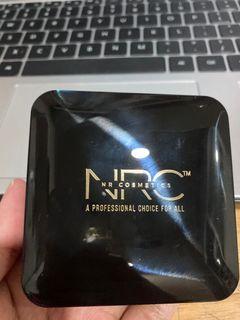 NRC™
NR COSMETICS
A PROFESSIONAL CHOICE FOR ALL